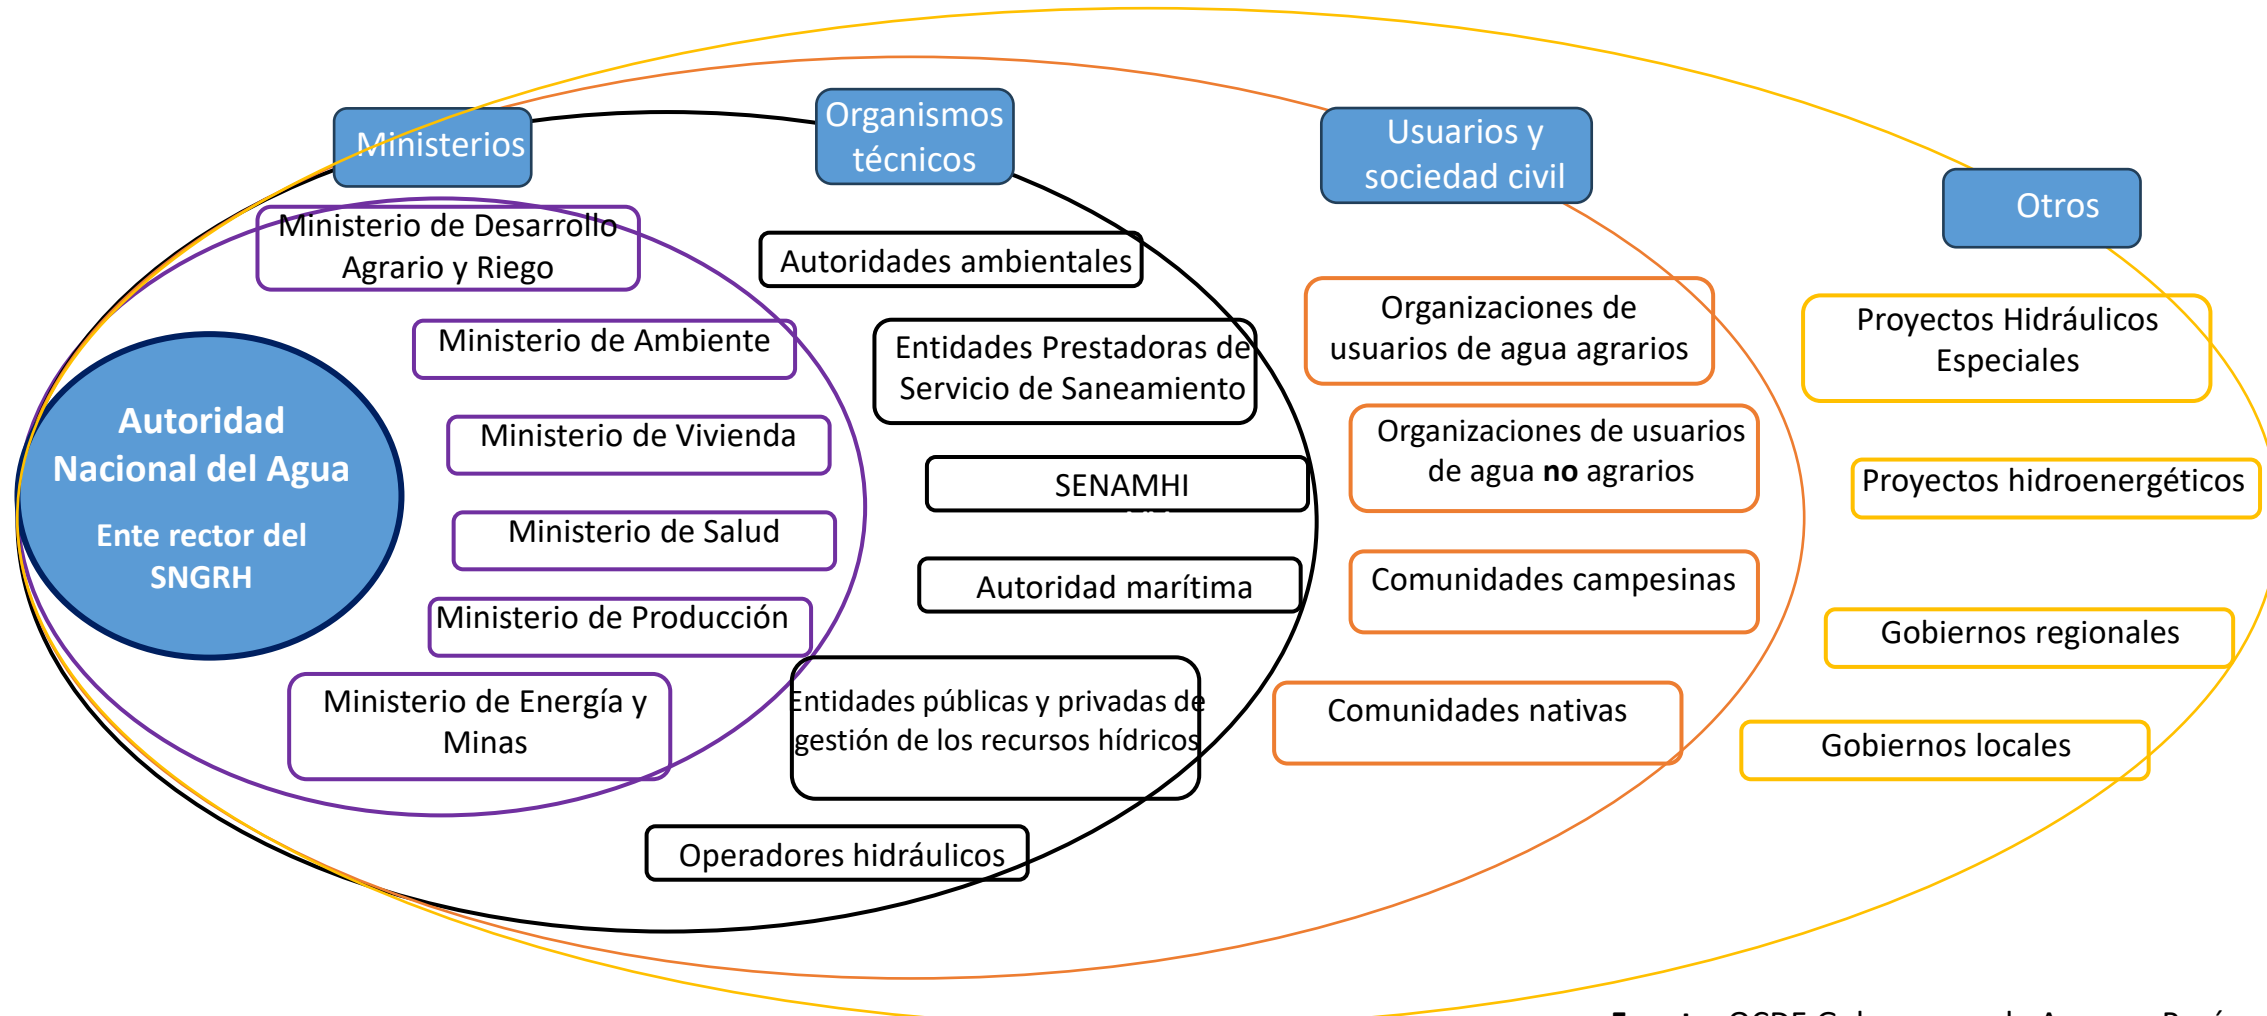 Ministerios
Organismos
técnicos
Usuarios y
sociedad civil
Otros
Autoridad
Nacional del Agua
Ente rector del
SNGRH
Ministerio de Desarrollo
Agrario y Riego
Ministerio de Ambiente
Ministerio de Vivienda
Ministerio de Salud
Ministerio de Producción
Ministerio de Energía y
Minas
Autoridades ambientales
Entidades Prestadoras de
Servicio de Saneamiento
SENAMHI
Autoridad marítima
Entidades públicas y privadas de
gestión de los recursos hídricos
Operadores hidráulicos
Organizaciones de
usuarios de agua agrarios
Organizaciones de usuarios
de agua no agrarios
Comunidades campesinas
Comunidades nativas
Proyectos Hidráulicos
Especiales
Proyectos hidroenergéticos
Gobiernos regionales
Gobiernos locales